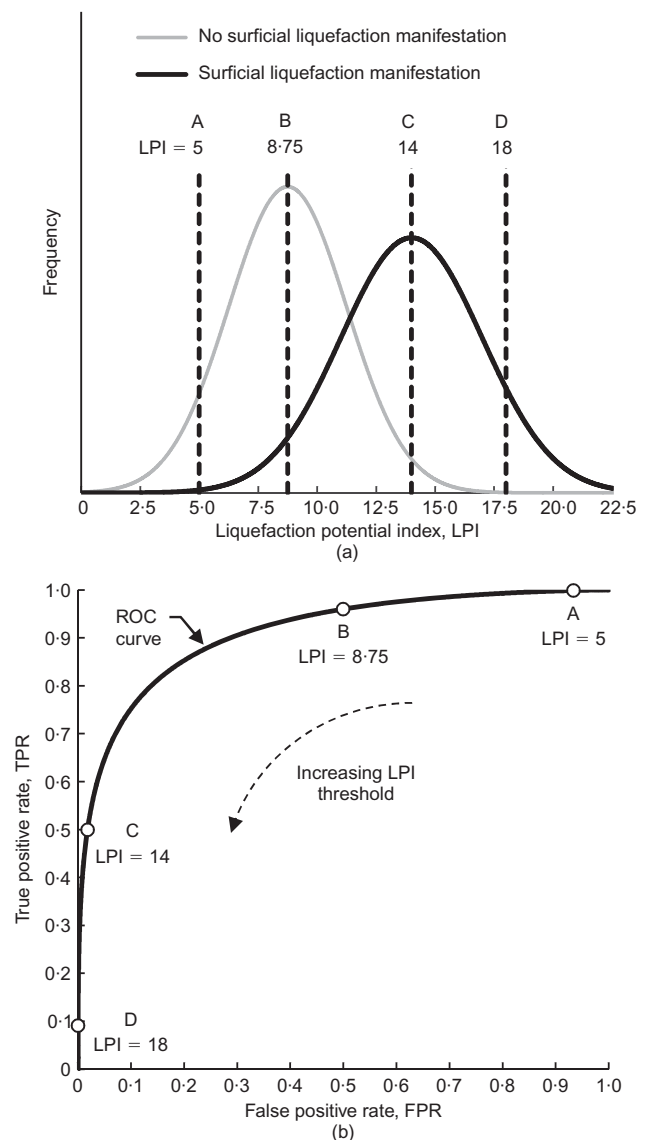 No surficial liquefaction manifestation
Surficial liquefaction manifestation
A B C D
LPI = 5 8·75 14 18
Frequency
0 2·5 5·0 7·5 10·0 12·5 15·0 17·5 20·0 22·5
Liquefaction potential index, LPI
(a)
1·0
0·9
0·8
0·7
0·6
0·5
0·4
0·3
0·2
0·1
0
True positive rate, TPR
ROC
curve
A
LPI = 5
B
LPI = 8·75
Increasing LPI
threshold
C
LPI = 14
D
LPI = 18
0 0·1 0·2 0·3 0·4 0·5 0·6 0·7 0·8 0·9 1·0
False positive rate, FPR
(b)